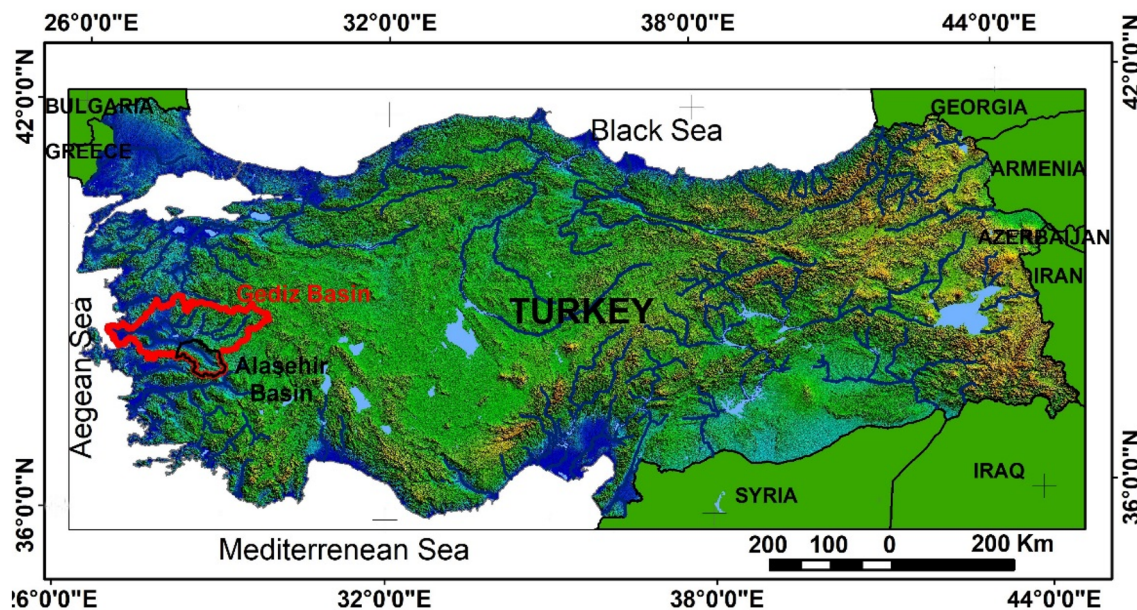 26°0'0"E
32°0'0"E
38°0'0"E
44°0'0"E
42°0'0"N
42°0'0"N
BULGARIA
GEORGIA
Black Sea
GREECE
ARMENIA
AZERBAIJAN
IRAN
Gediz Basin
TURKEY
Aegean Sea
Alaşehir
Basin
IRAQ
SYRIA
36°0'0"N
36°0'0"N
Mediterrenean Sea
200 100 0 200 Km
26°0'0"E
32°0'0"E
38°0'0"E
44°0'0"E